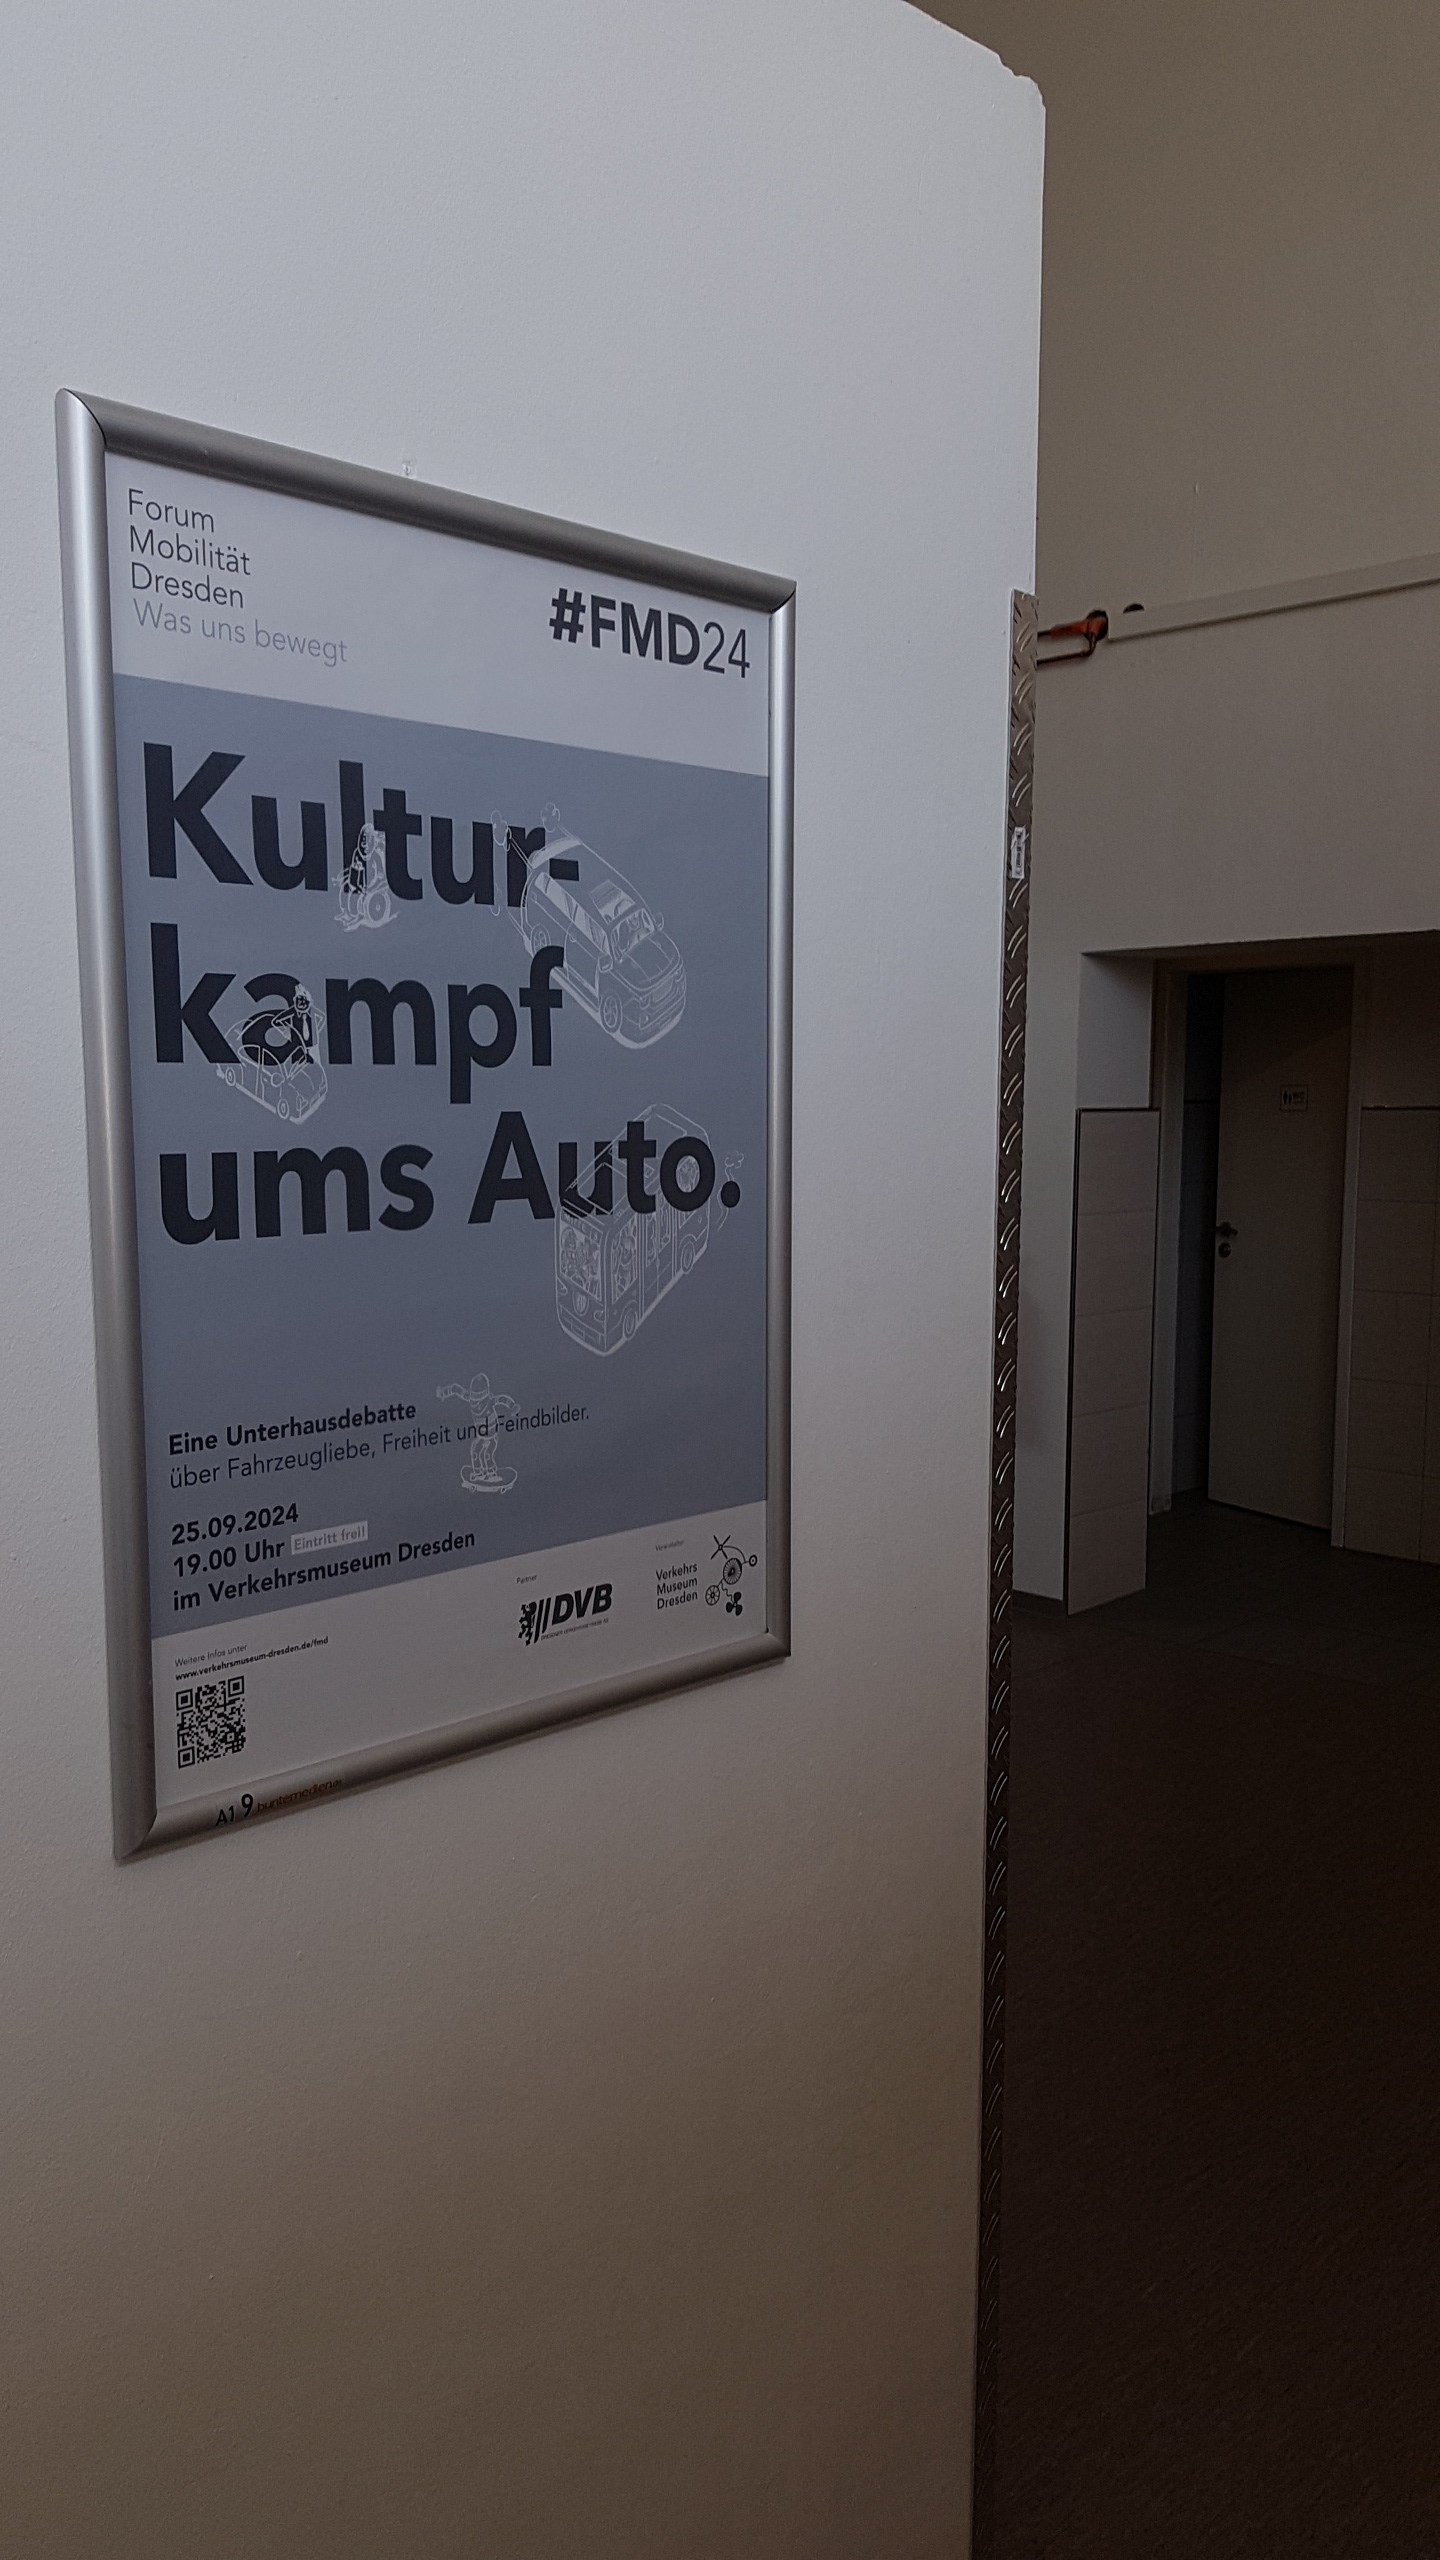 Forum
Mobilität
Dresden
Was uns bewegt
#FMD24
Kultur-
kampf
ums Auto.
Eine Unterhausdebatte
über Fahrzeugliebe, Freiheit und Feindbilder.
25.09.2024
19.00 Uhr Eintritt frei!
im Verkehrsmuseum Dresden
Weitere Infos unter
www.verkehrsmuseum-dresden.de/fmd
Partner
DVB
Veranstalter
Verkehrs
Museum
Dresden
A1 9